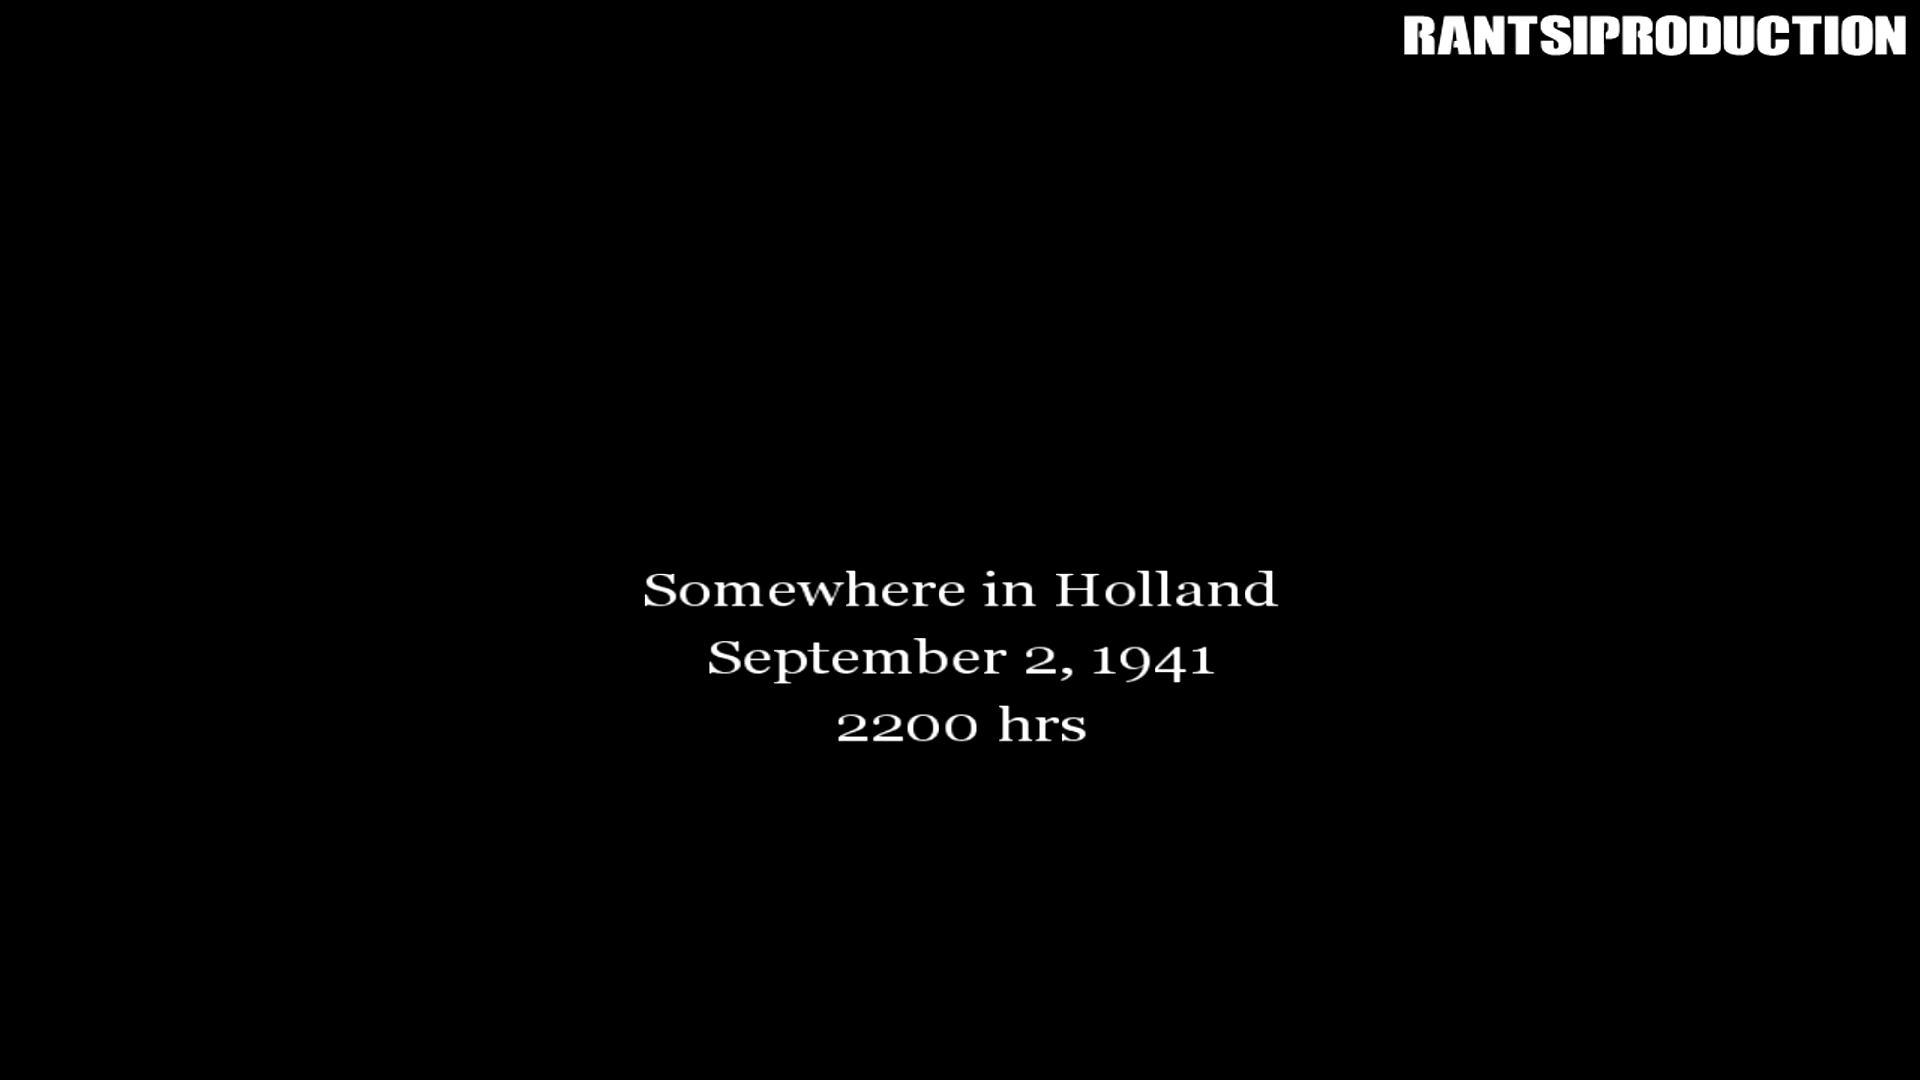 RANTSIPRODUCTION
Somewhere in Holland
September 2, 1941
2200 hrs